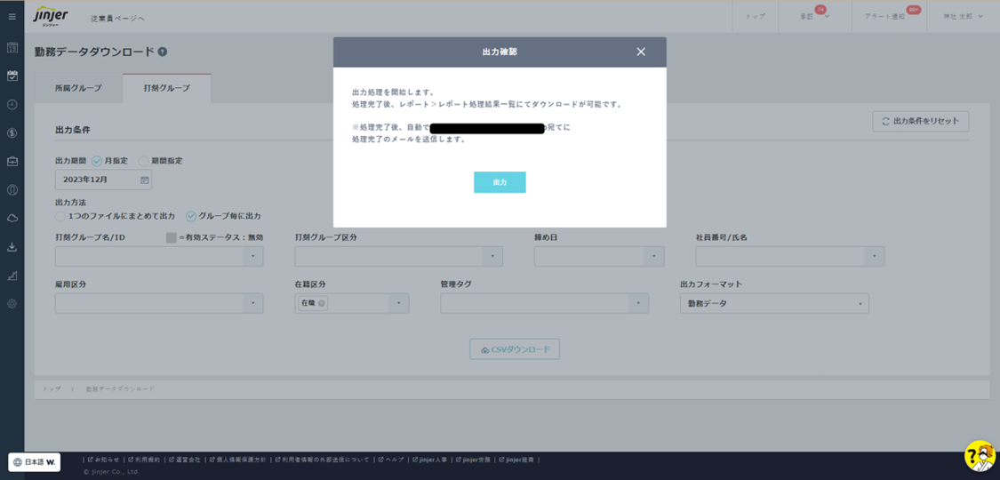 jinjer
ジンジャー
従業員ページへ
トップ
承認
アラート通知
99+
神社 太郎
勤務データダウンロード ?
所属グループ
打刻グループ
出力確認
出力処理を開始します。
処理完了後、レポート＞レポート処理結果一覧にてダウンロードが可能です。
※処理完了後、自動で
宛てに
処理完了のメールを送信します。
出力
出力条件
出力条件をリセット
出力期間 月指定 期間指定
2023年12月
出力方法
1つのファイルにまとめて出力 グループ毎に出力
打刻グループ名/ID =有効ステータス：無効
打刻グループ区分
締め日
社員番号/氏名
雇用区分
在籍区分
管理タグ
出力フォーマット
在職
勤務データ
CSVダウンロード
トップ / 勤務データダウンロード
日本語 W.
| お知らせ | 利用規約 | 運営会社 | 個人情報保護方針 | 利用者情報の外部送信について | ヘルプ | jinjer人事 | jinjer労務 | jinjer経費 |
© jinjer Co., Ltd.
?